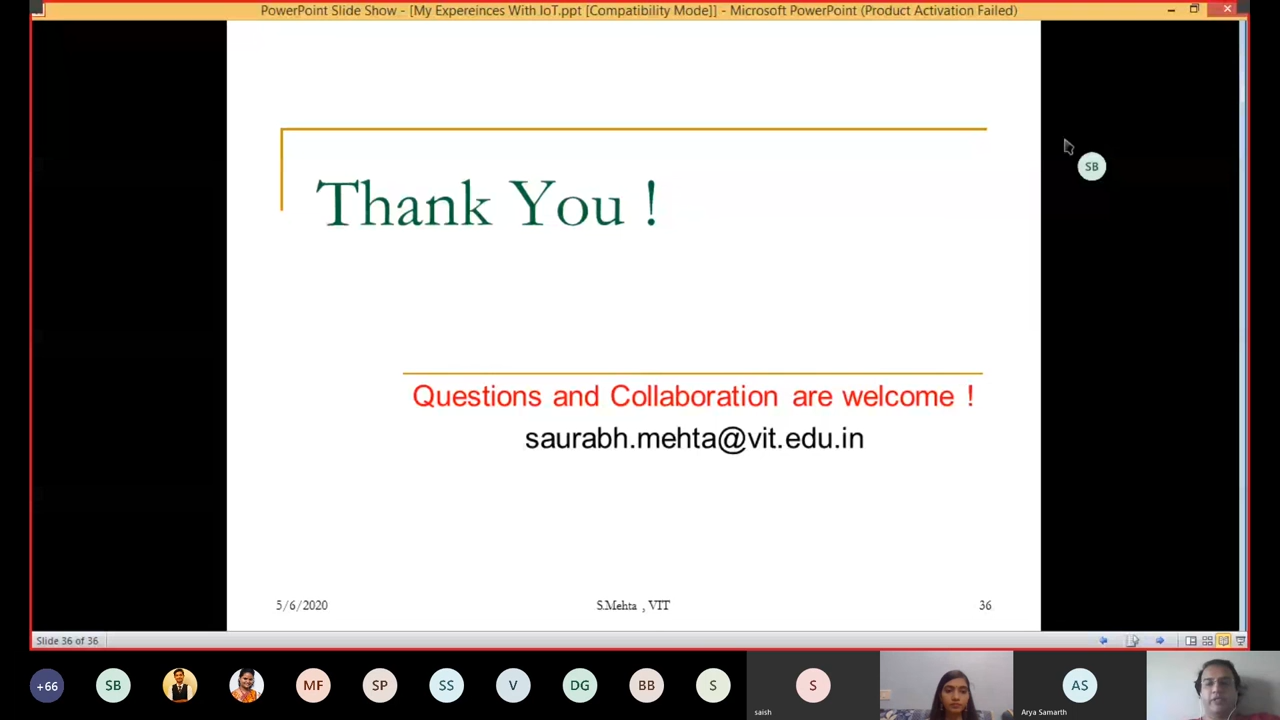 PowerPoint Slide Show - [My Expereinces With IoT.ppt [Compatibility Mode]] - Microsoft PowerPoint (Product Activation Failed)
SB
Thank You !
Questions and Collaboration are welcome !
saurabh.mehta@vit.edu.in
5/6/2020 S.Mehta , VIT 36
Slide 36 of 36
+66 SB MF SP SS V DG BB S S AS
saish Arya Samarth